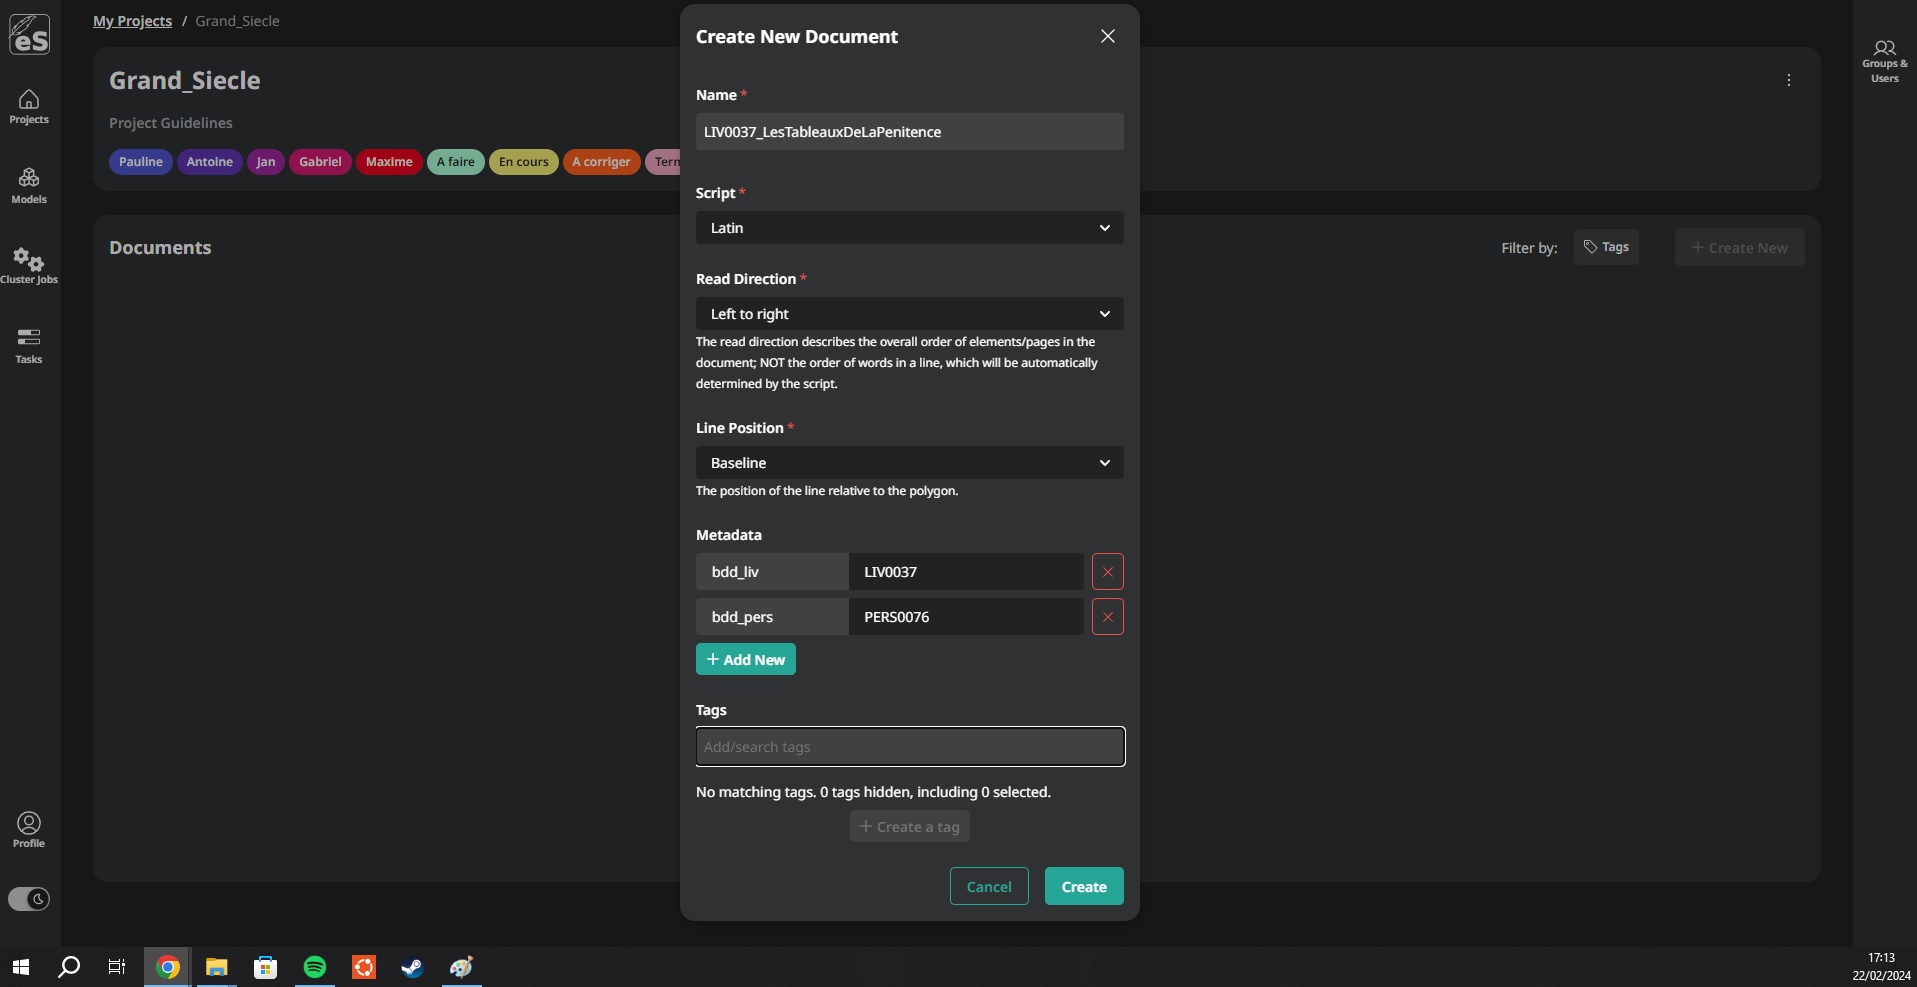 eS
Projects
Models
Cluster Jobs
Tasks
Profile
My Projects / Grand_Siecle
Grand_Siecle
Project Guidelines
Pauline Antoine Jan Gabriel Maxime A faire En cours A corriger Term
Documents
Filter by: Tags + Create New
Groups &
Users
Create New Document
Name *
LIV0037_LesTableauxDeLaPenitence
Script *
Latin
Read Direction *
Left to right
The read direction describes the overall order of elements/pages in the
document; NOT the order of words in a line, which will be automatically
determined by the script.
Line Position *
Baseline
The position of the line relative to the polygon.
Metadata
bdd_liv LIV0037
bdd_pers PERS0076
+ Add New
Tags
Add/search tags
No matching tags. 0 tags hidden, including 0 selected.
+ Create a tag
Cancel Create
17:13
22/02/2024